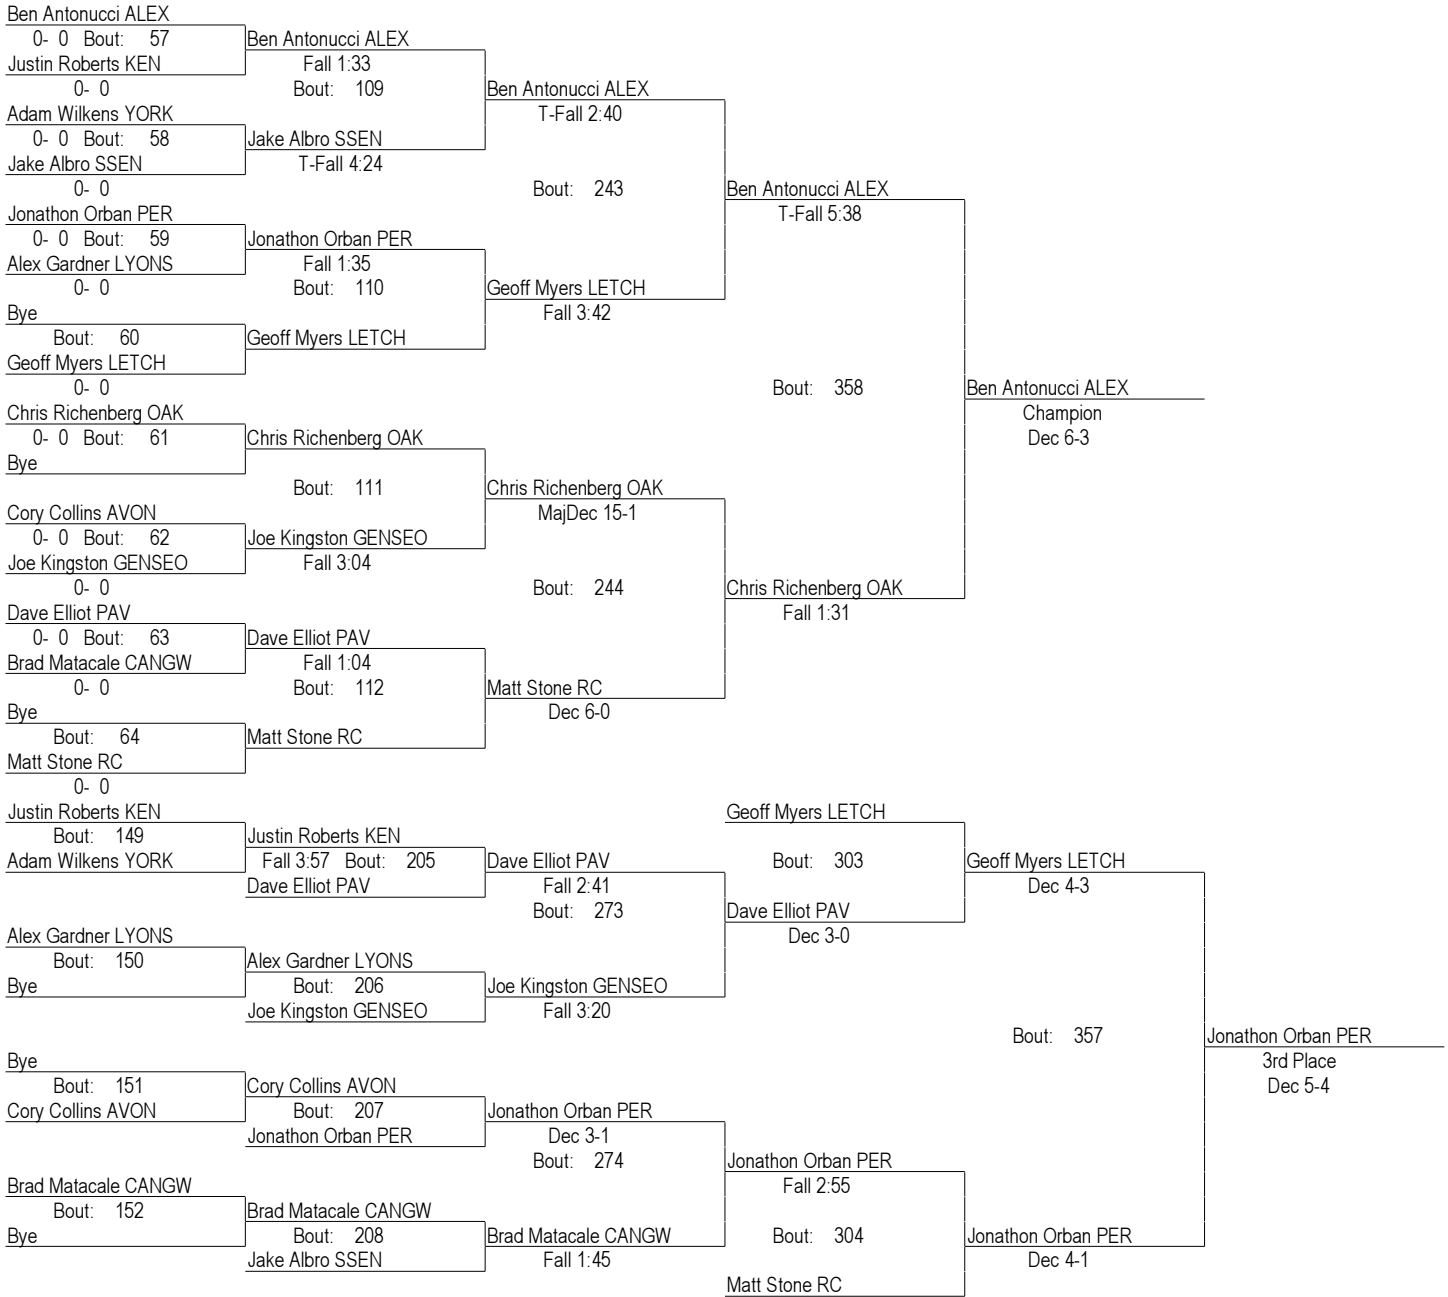 Ben Antonucci ALEX
0- 0 Bout: 57 Ben Antonucci ALEX
Justin Roberts KEN Fall 1:33
0- 0 Bout: 109 Ben Antonucci ALEX
Adam Wilkens YORK T-Fall 2:40
0- 0 Bout: 58 Jake Albro SSEN
Jake Albro SSEN T-Fall 4:24
0- 0 Bout: 243 Ben Antonucci ALEX
Jonathon Orban PER T-Fall 5:38
0- 0 Bout: 59 Jonathon Orban PER
Alex Gardner LYONS Fall 1:35
0- 0 Bout: 110 Geoff Myers LETCH
Bye Fall 3:42
Bout: 60 Geoff Myers LETCH
Geoff Myers LETCH
0- 0 Bout: 358 Ben Antonucci ALEX
Chris Richenberg OAK Champion
0- 0 Bout: 61 Chris Richenberg OAK Dec 6-3
Bye
Bout: 111 Chris Richenberg OAK
Cory Collins AVON MajDec 15-1
0- 0 Bout: 62 Joe Kingston GENSEO
Joe Kingston GENSEO Fall 3:04
0- 0 Bout: 244 Chris Richenberg OAK
Dave Elliot PAV Fall 1:31
0- 0 Bout: 63 Dave Elliot PAV
Brad Matacale CANGW Fall 1:04
0- 0 Bout: 112 Matt Stone RC
Bye Dec 6-0
Bout: 64 Matt Stone RC
Matt Stone RC
0- 0
Justin Roberts KEN Geoff Myers LETCH
Bout: 149 Justin Roberts KEN
Adam Wilkens YORK Fall 3:57 Bout: 205 Dave Elliot PAV Bout: 303 Geoff Myers LETCH
Dave Elliot PAV Fall 2:41 Dec 4-3
Bout: 273 Dave Elliot PAV
Alex Gardner LYONS Dec 3-0
Bout: 150 Alex Gardner LYONS
Bye Bout: 206 Joe Kingston GENSEO
Joe Kingston GENSEO Fall 3:20
Bout: 357 Jonathon Orban PER
Bye 3rd Place
Bout: 151 Cory Collins AVON Dec 5-4
Cory Collins AVON Bout: 207 Jonathon Orban PER
Jonathon Orban PER Dec 3-1
Bout: 274 Jonathon Orban PER
Brad Matacale CANGW Fall 2:55
Bout: 152 Brad Matacale CANGW
Bye Bout: 208 Brad Matacale CANGW Bout: 304 Jonathon Orban PER
Jake Albro SSEN Fall 1:45 Dec 4-1
Matt Stone RC